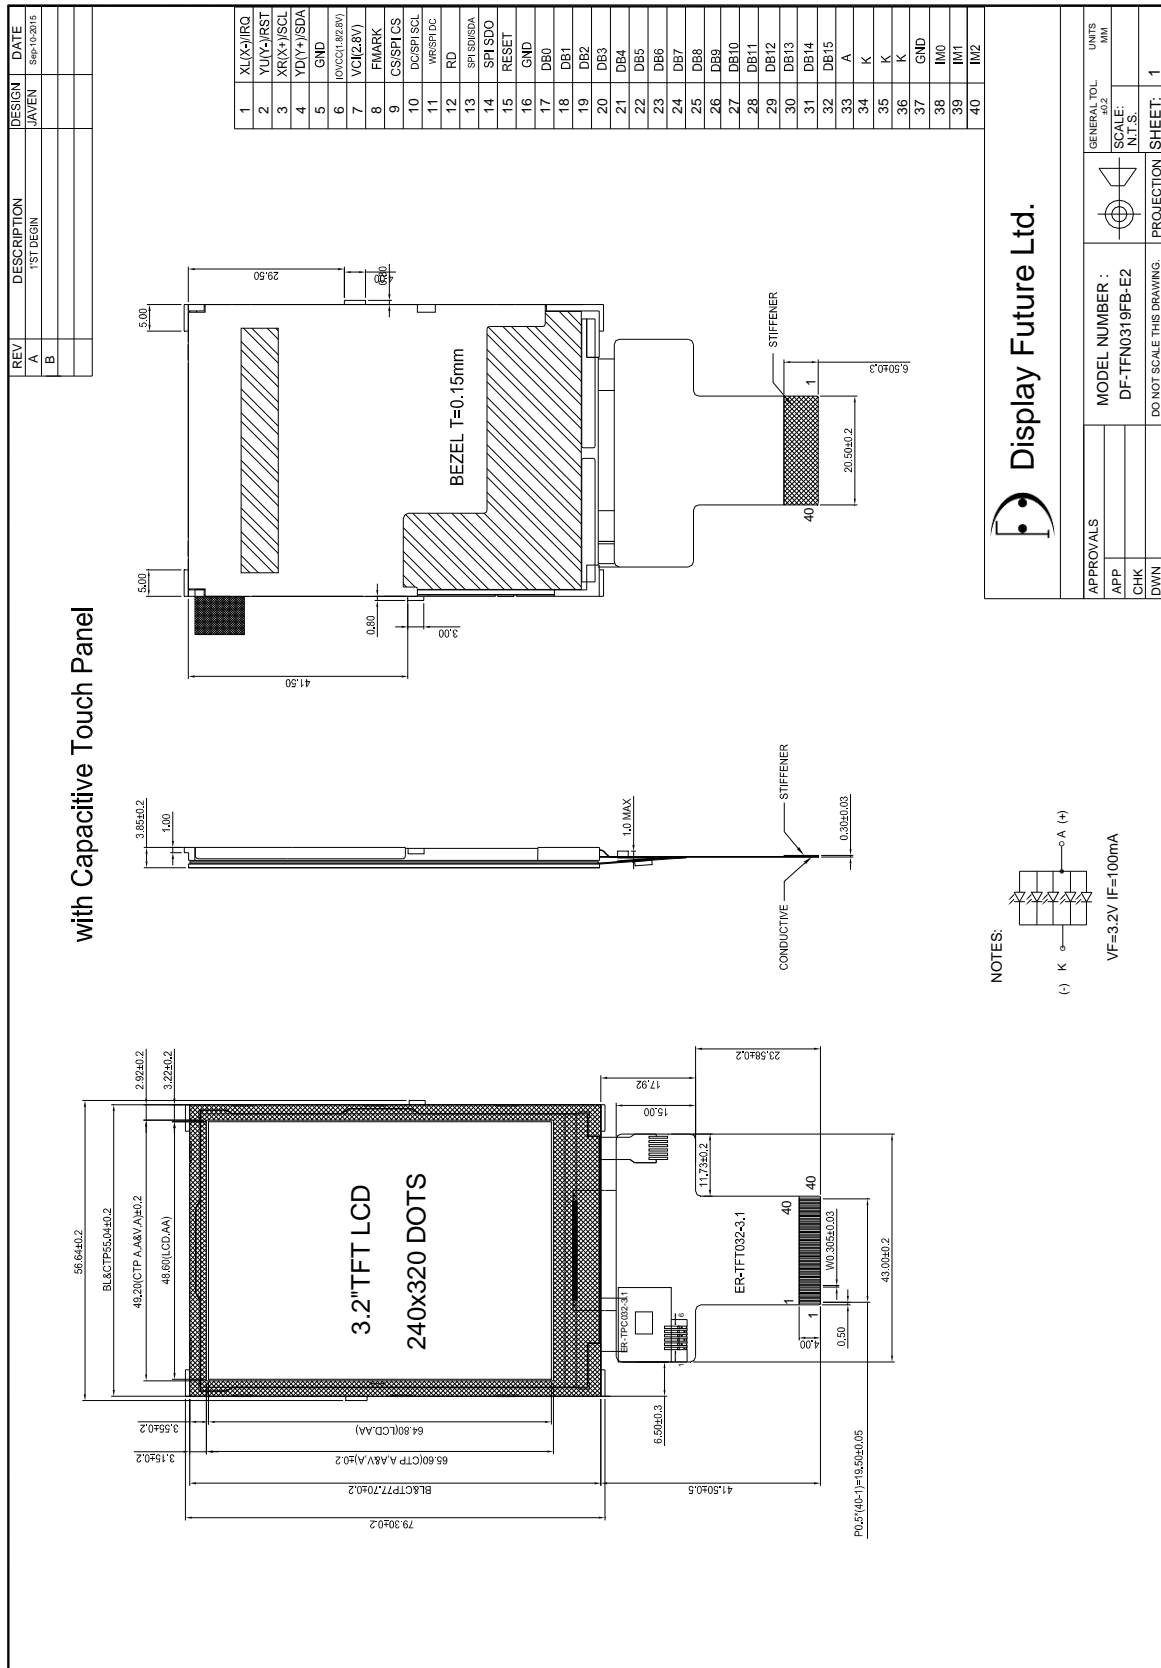 with Capacitive Touch Panel
REV DESCRIPTION DESIGN DATE
A 1'ST DEGIN JAVEN Sep-10-2015
B
56.64±0.2
BL&CTP55.04±0.2
49.20(CTP A.A&V.A)±0.2
2.92±0.2
48.60(LCD.AA)
3.22±0.2
3.55±0.2
3.15±0.2
64.80(LCD.AA)
65.60(CTP A.A&V.A)±0.2
BL&CTP77.70±0.2
79.30±0.2
3.2"TFT LCD
240x320 DOTS
17.92
15.00
23.58±0.2
11.73±0.2
6.50±0.3
41.50±0.5
ER-TPC032-3.1
1 6
ER-TFT032-3.1
1 40
1 40
W0.305±0.03
4.00
0.50
43.00±0.2
P0.5*(40-1)=19.50±0.05
3.85±0.2
1.00
1.0 MAX
CONDUCTIVE
STIFFENER
0.30±0.03
5.00
5.00
29.50
0.80
41.50
0.80
3.00
BEZEL T=0.15mm
STIFFENER
40 1
6.50±0.3
20.50±0.2
1 XL(X-)/IRQ
2 YU(Y-)/RST
3 XR(X+)/SCL
4 YD(Y+)/SDA
5 GND
6 IOVCC(1.8/2.8V)
7 VCI(2.8V)
8 FMARK
9 CS/SPI CS
10 DC/SPI SCL
11 WR/SPI DC
12 RD
13 SPI SDI/SDA
14 SPI SDO
15 RESET
16 GND
17 DB0
18 DB1
19 DB2
20 DB3
21 DB4
22 DB5
23 DB6
24 DB7
25 DB8
26 DB9
27 DB10
28 DB11
29 DB12
30 DB13
31 DB14
32 DB15
33 A
34 K
35 K
36 K
37 GND
38 IM0
39 IM1
40 IM2
NOTES:
(-) K A (+)
VF=3.2V IF=100mA
Display Future Ltd.
APPROVALS
APP
CHK
DWN
MODEL NUMBER :
DF-TFN0319FB-E2
DO NOT SCALE THIS DRAWING.
PROJECTION
GENERAL TOL.
±0.2
UNITS
MM
SCALE:
N.T.S.
SHEET: 1